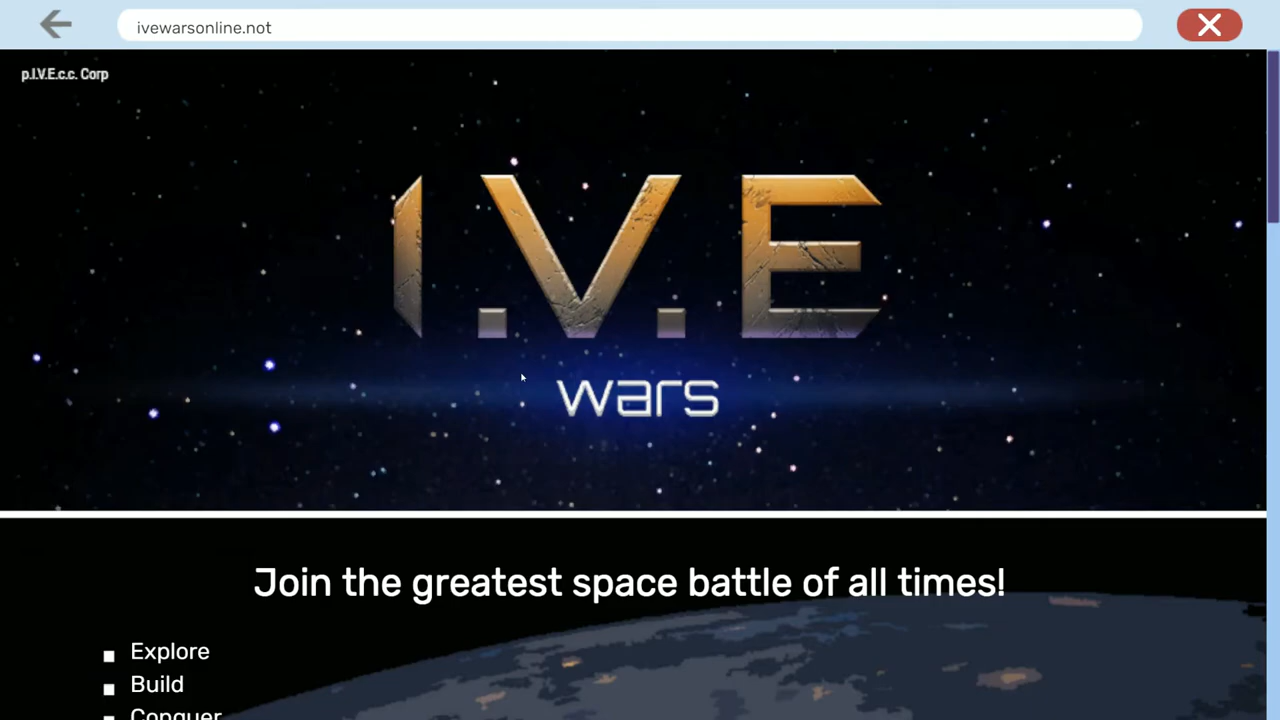 ivewarsonline.not
p.I.V.E.c.c. Corp
I.V.E
wars
Join the greatest space battle of all times!
Explore
Build
Conquer